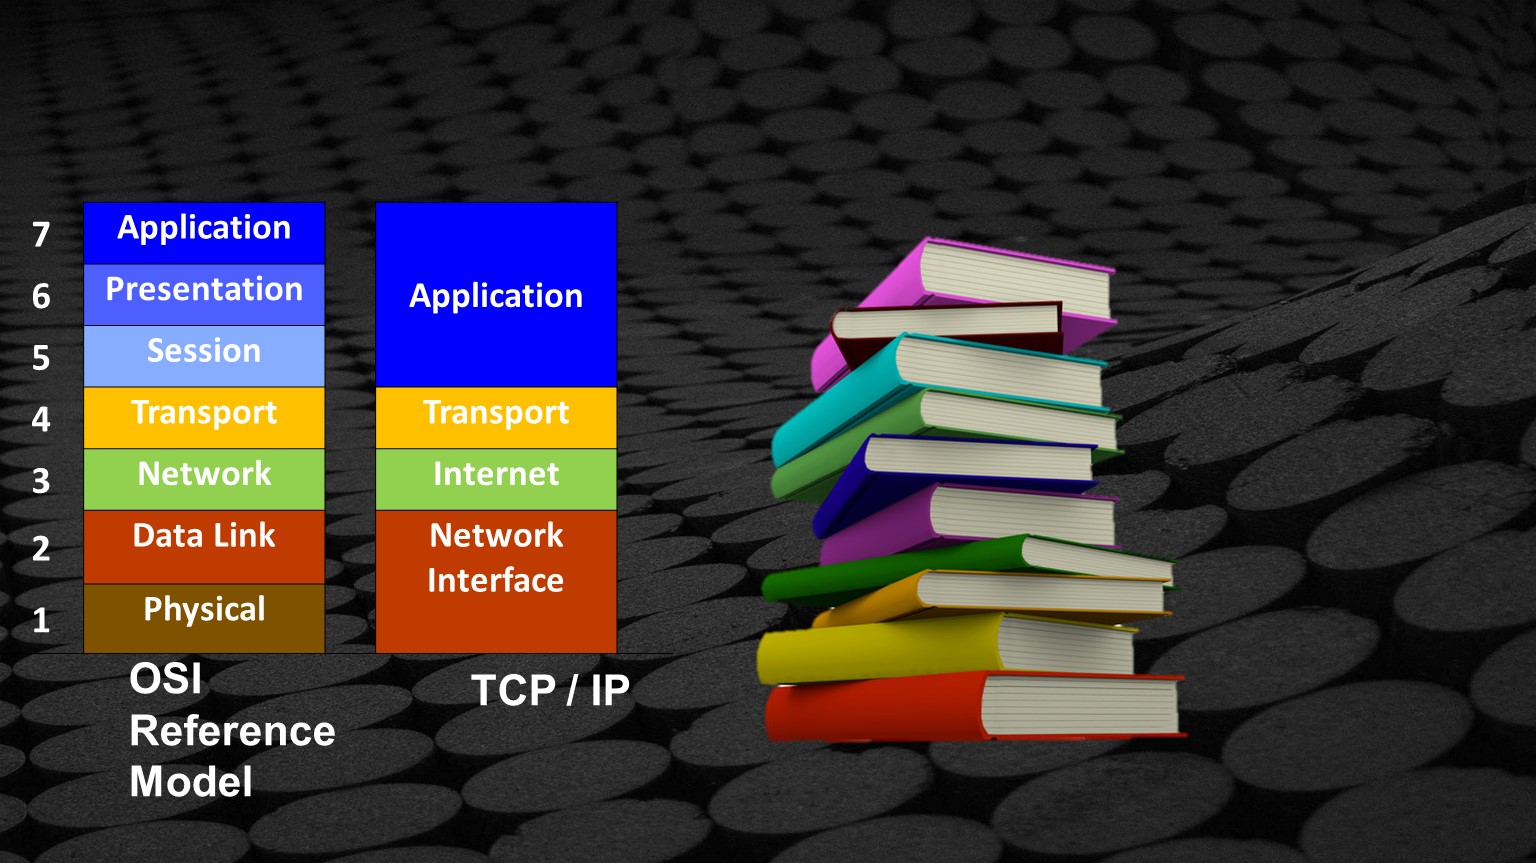 7
Application
6
Presentation
5
Session
4
Transport
3
Network
2
Data Link
1
Physical
Application
Transport
Internet
Network
Interface
OSI
Reference
Model
TCP / IP